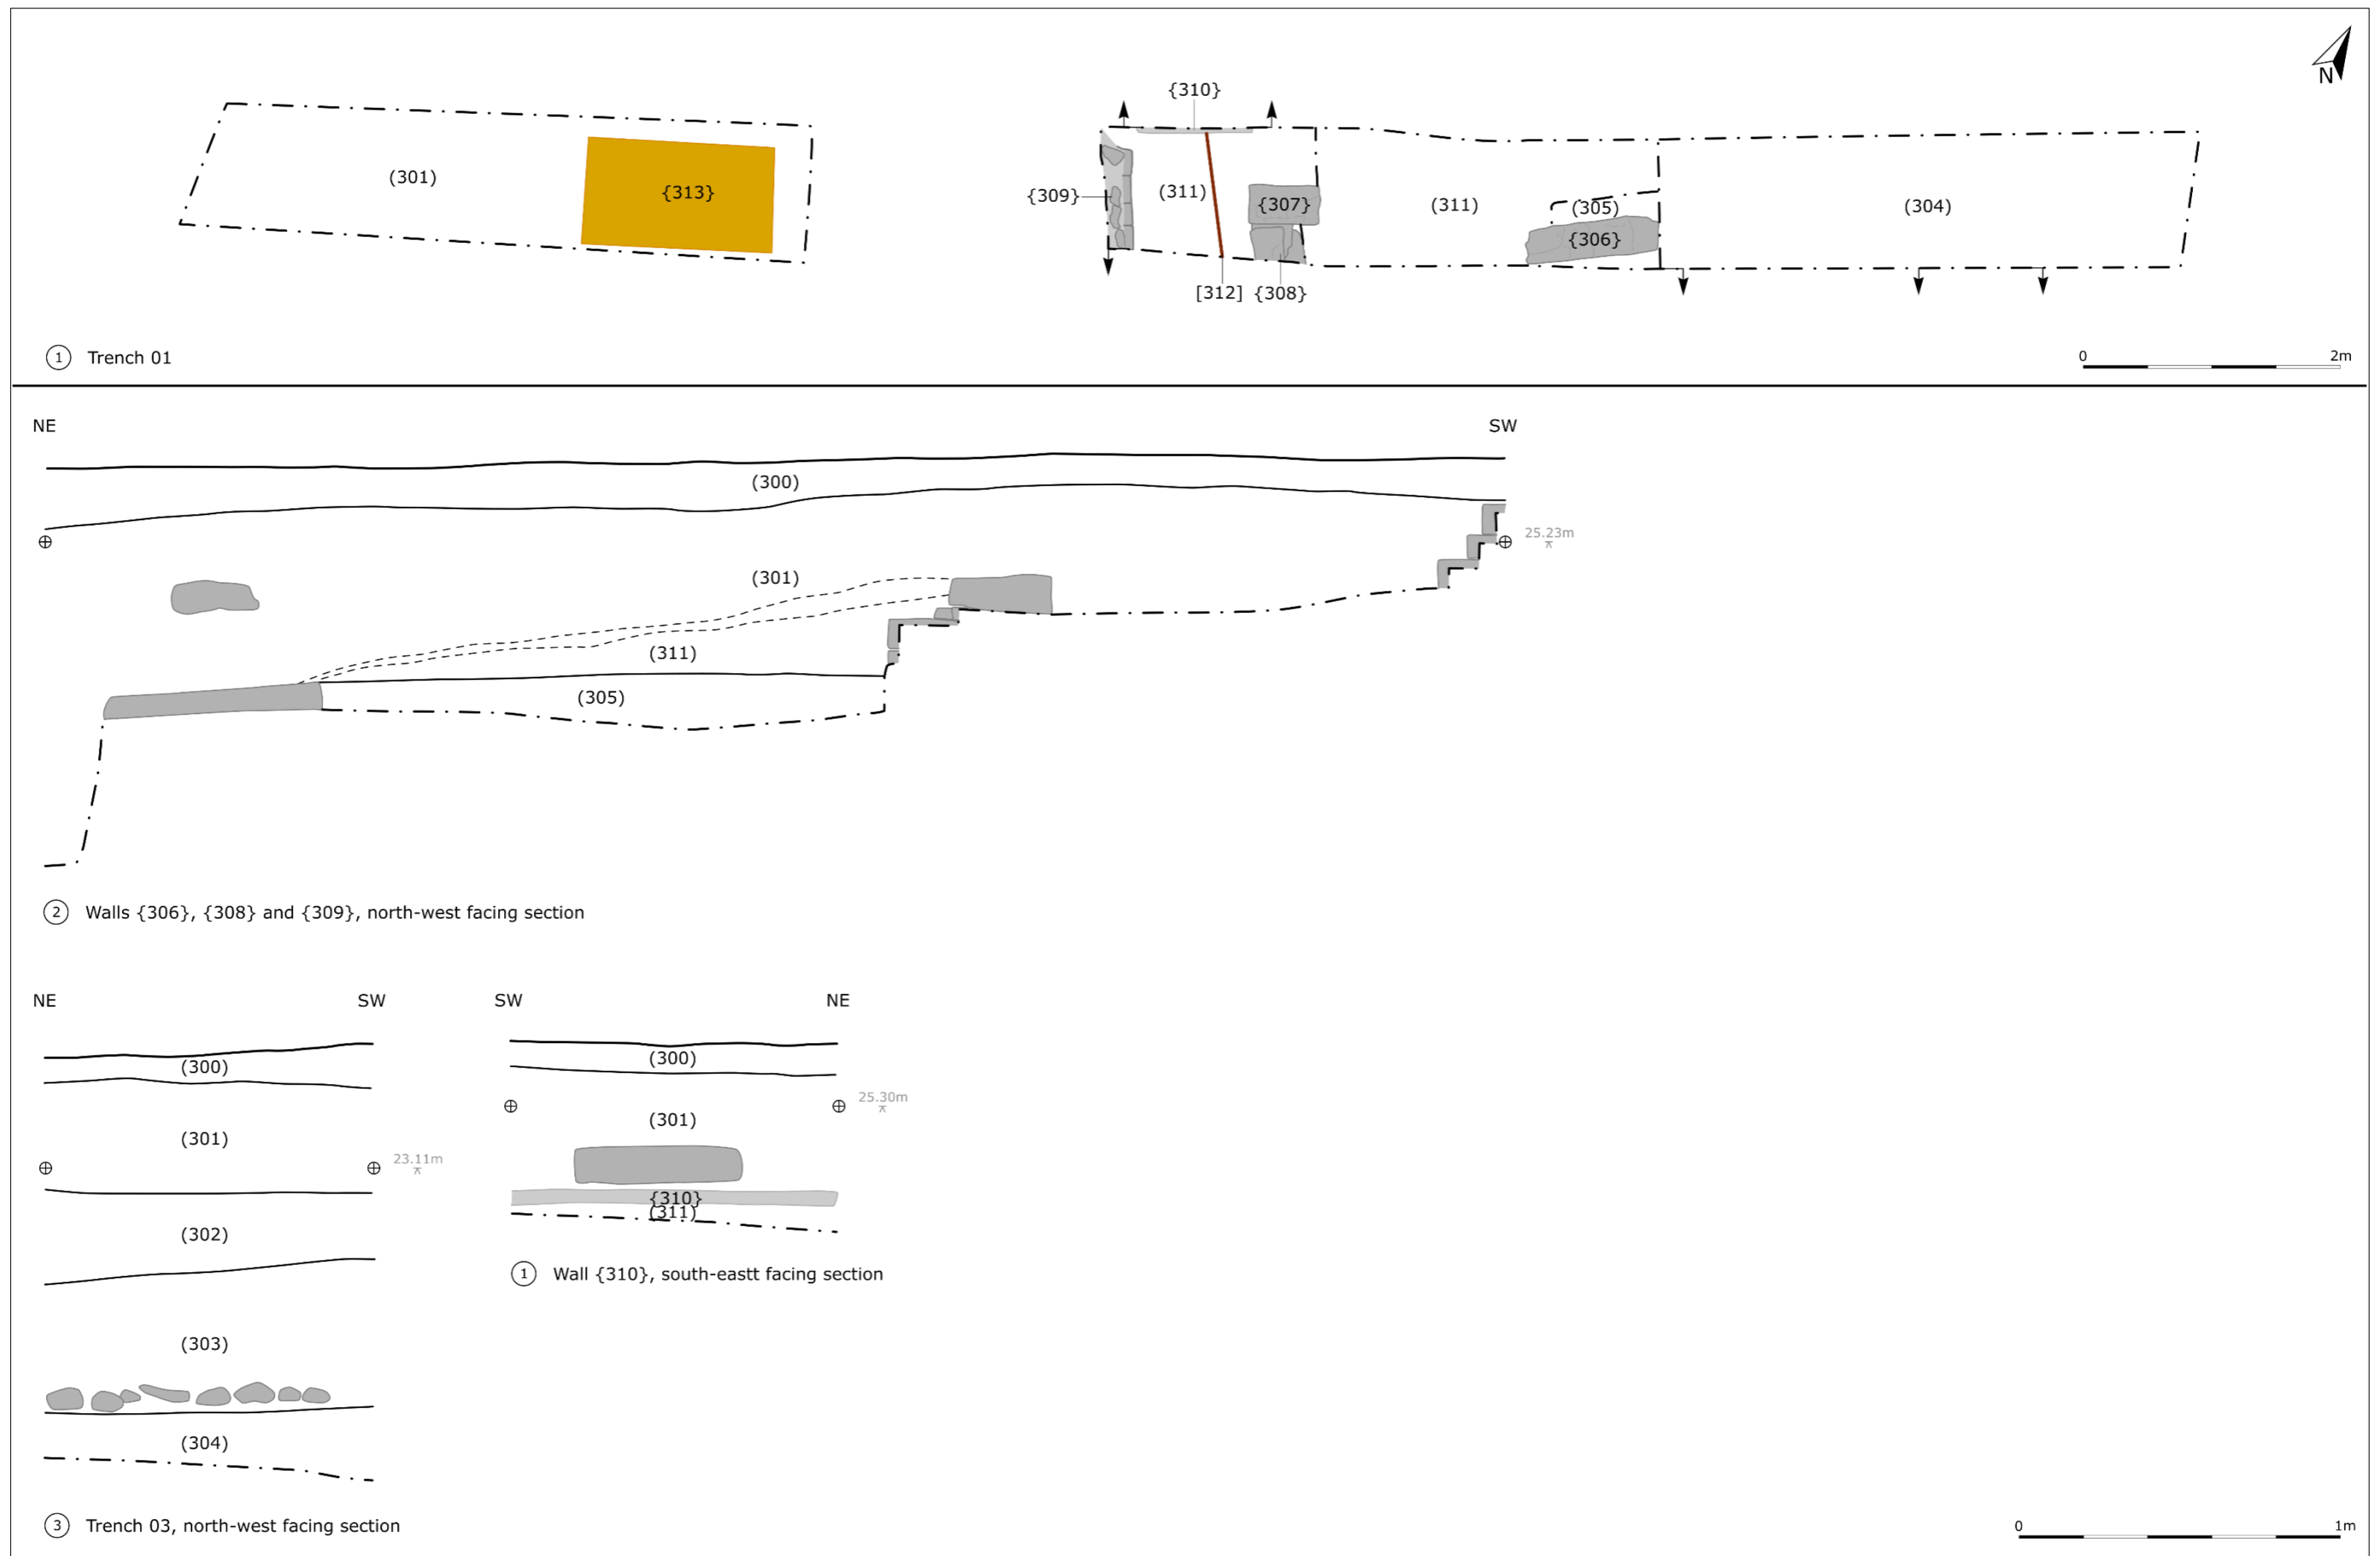 N
{310}
(301)
{313}
{309}
(311)
{307}
(311)
(305)
{306}
(304)
[312] {308}
1 Trench 01
0 2m
NE SW
(300)
25.23m
(301)
(311)
(305)
2 Walls {306}, {308} and {309}, north-west facing section
NE SW
(300)
(301)
23.11m
(302)
(303)
(304)
3 Trench 03, north-west facing section
SW NE
(300)
25.30m
(301)
{310}
(311)
1 Wall {310}, south-eastt facing section
0 1m